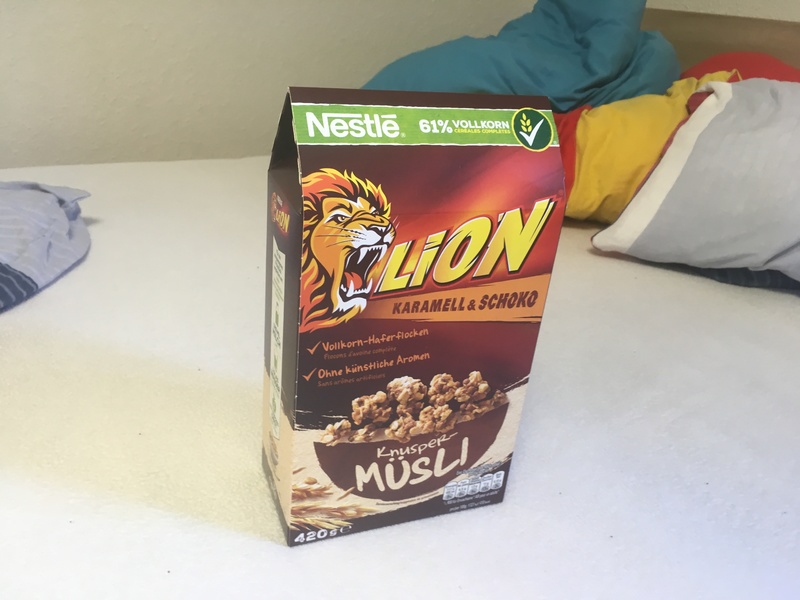 Nestlé®
61% VOLLKORN
CÉRÉALES COMPLÈTES
LION
KARAMELL & SCHOKO
Vollkorn-Haferflocken
Flocons d'avoine complète
Ohne künstliche Aromen
Sans arômes artificiels
Knusper-
MÜSLI
420g e
LION